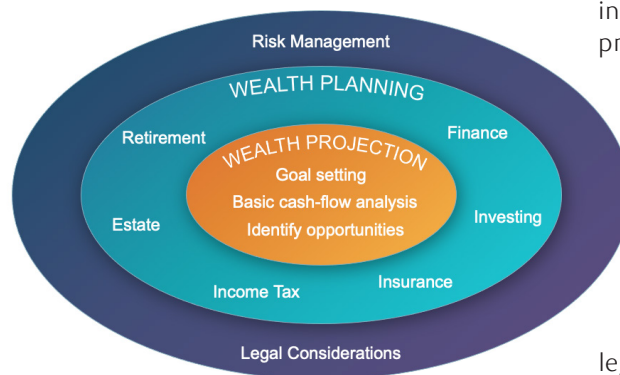 Risk Management
WEALTH PLANNING
Retirement
Finance
WEALTH PROJECTION
Goal setting
Basic cash-flow analysis
Identify opportunities
Estate
Investing
Income Tax
Insurance
Legal Considerations